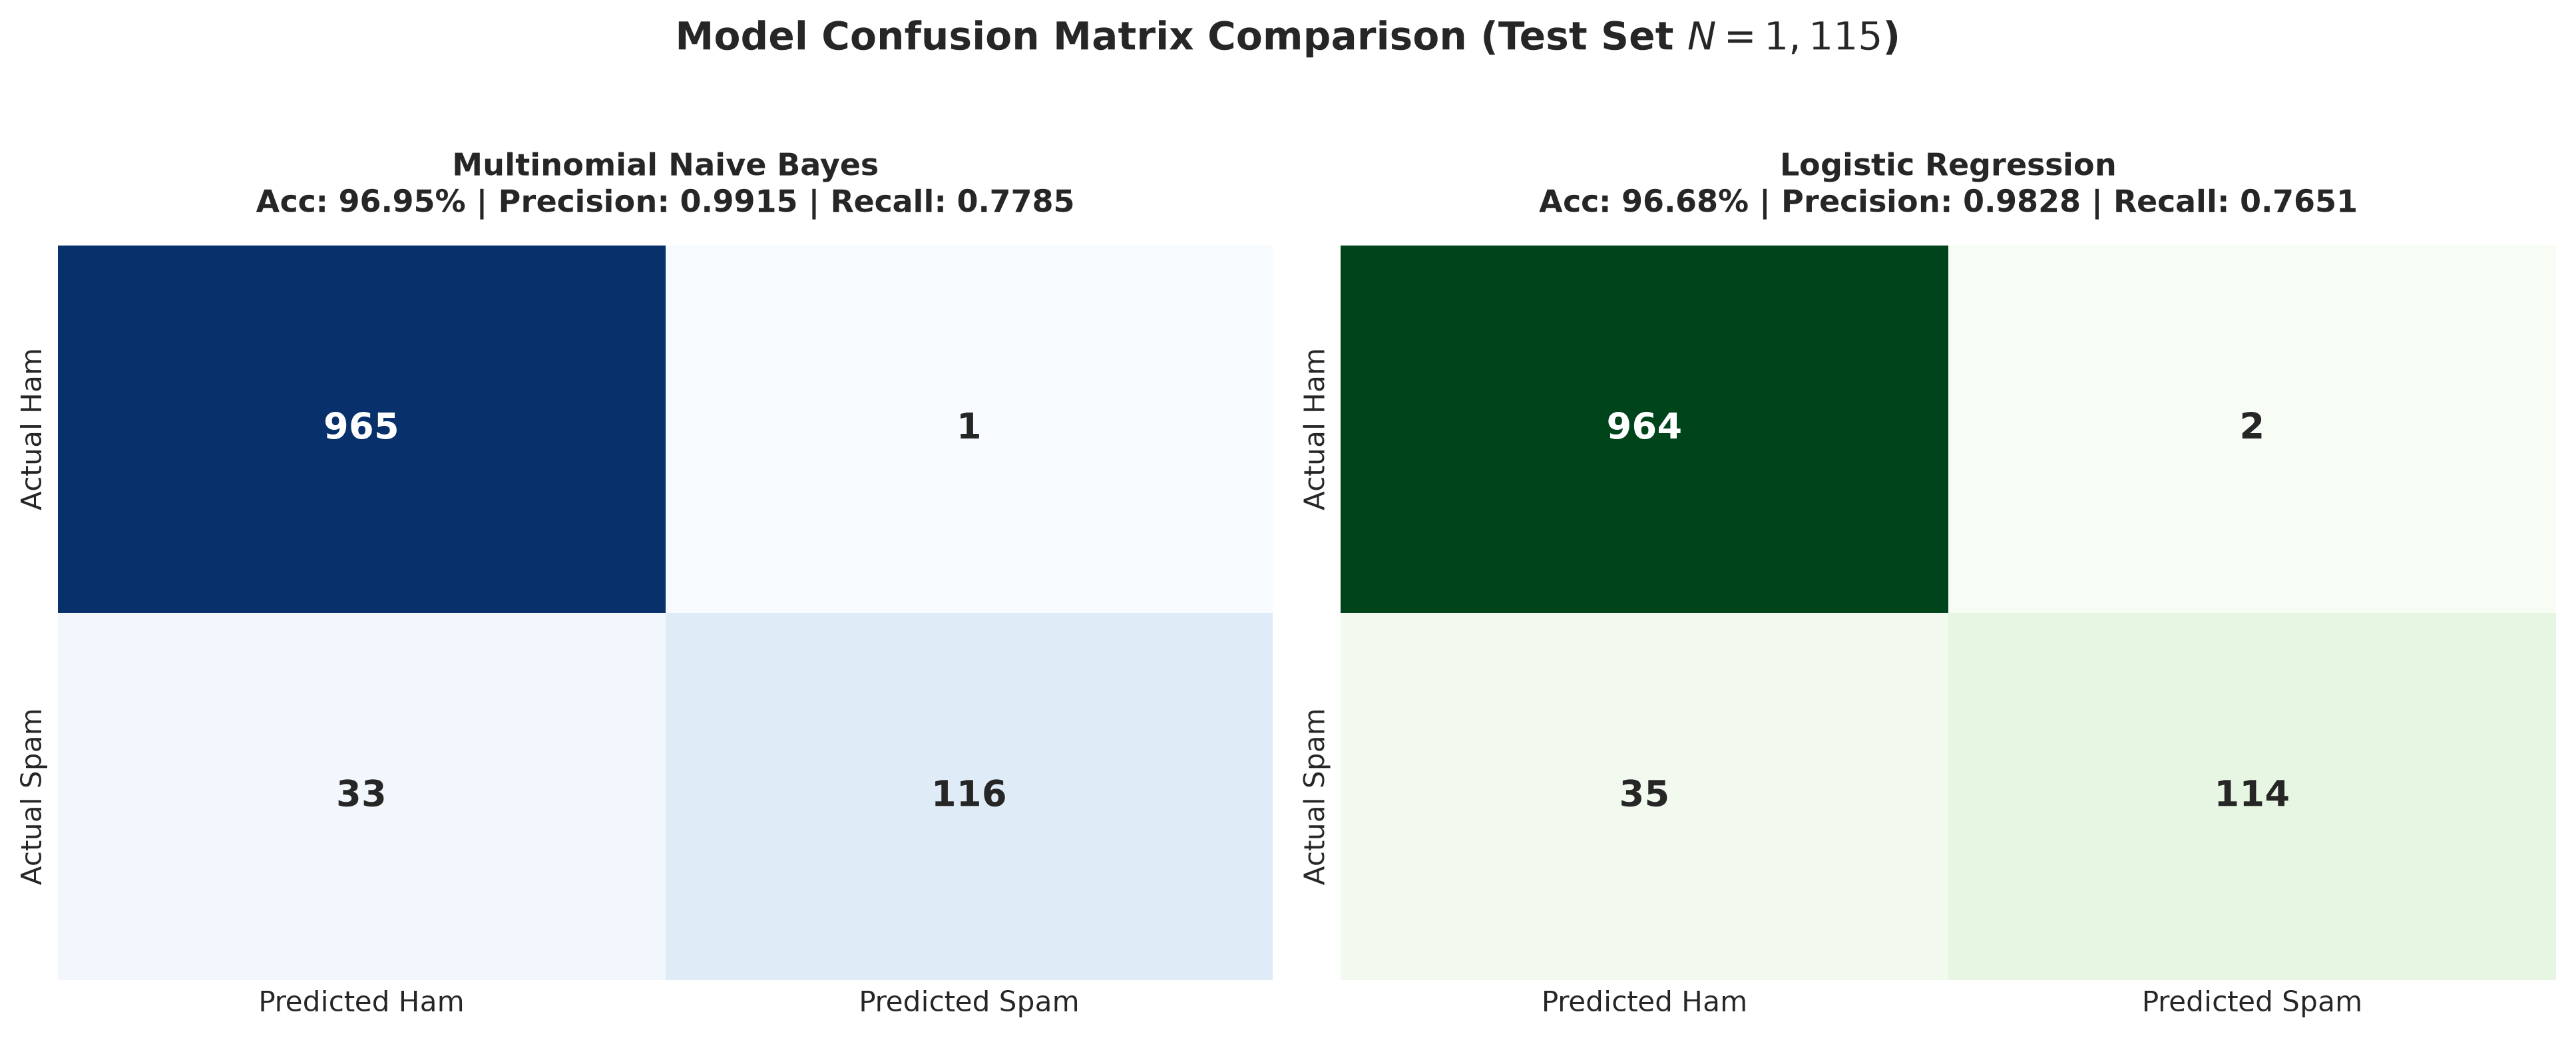 Model Confusion Matrix Comparison (Test Set N = 1, 115)
Multinomial Naive Bayes
Acc: 96.95% | Precision: 0.9915 | Recall: 0.7785
Actual Ham
965
1
Actual Spam
33
116
Predicted Ham
Predicted Spam
Logistic Regression
Acc: 96.68% | Precision: 0.9828 | Recall: 0.7651
Actual Ham
964
2
Actual Spam
35
114
Predicted Ham
Predicted Spam